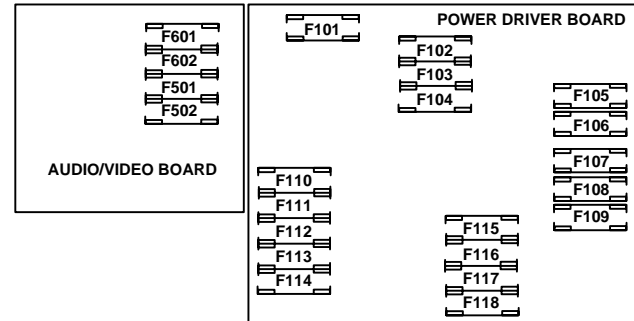 F601
F602
F501
F502
AUDIO/VIDEO BOARD
POWER DRIVER BOARD
F101
F102
F103
F104
F105
F106
F107
F108
F109
F110
F111
F112
F113
F114
F115
F116
F117
F118